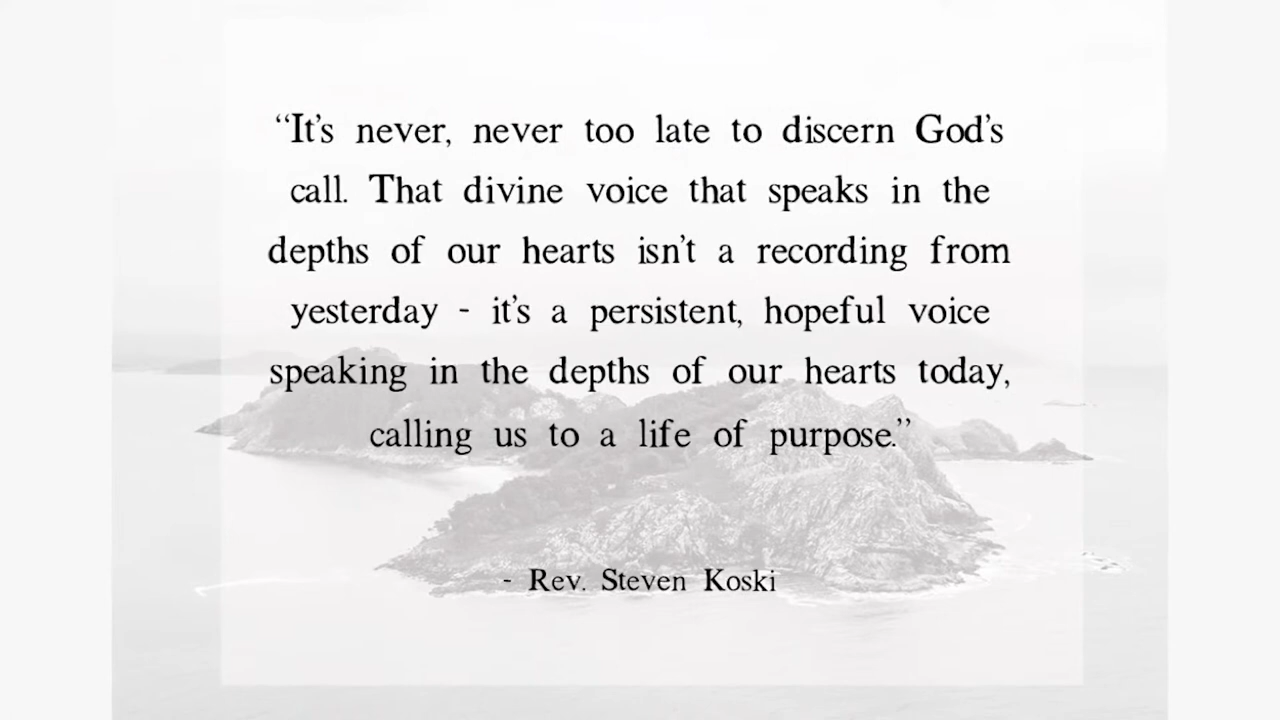 “It’s never, never too late to discern God’s
call. That divine voice that speaks in the
depths of our hearts isn’t a recording from
yesterday - it’s a persistent, hopeful voice
speaking in the depths of our hearts today,
calling us to a life of purpose.”
- Rev. Steven Koski